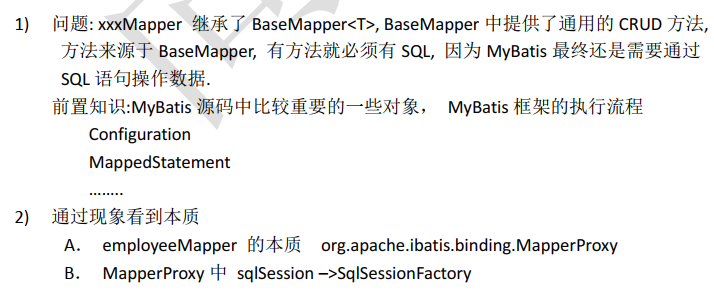 1) 问题: xxxMapper 继承了 BaseMapper<T>, BaseMapper 中提供了通用的 CRUD 方法,
方法来源于 BaseMapper, 有方法就必须有 SQL, 因为 MyBatis 最终还是需要通过
SQL 语句操作数据.
前置知识:MyBatis 源码中比较重要的一些对象， MyBatis 框架的执行流程
Configuration
MappedStatement
……..
2) 通过现象看到本质
A. employeeMapper 的本质 org.apache.ibatis.binding.MapperProxy
B. MapperProxy 中 sqlSession –>SqlSessionFactory